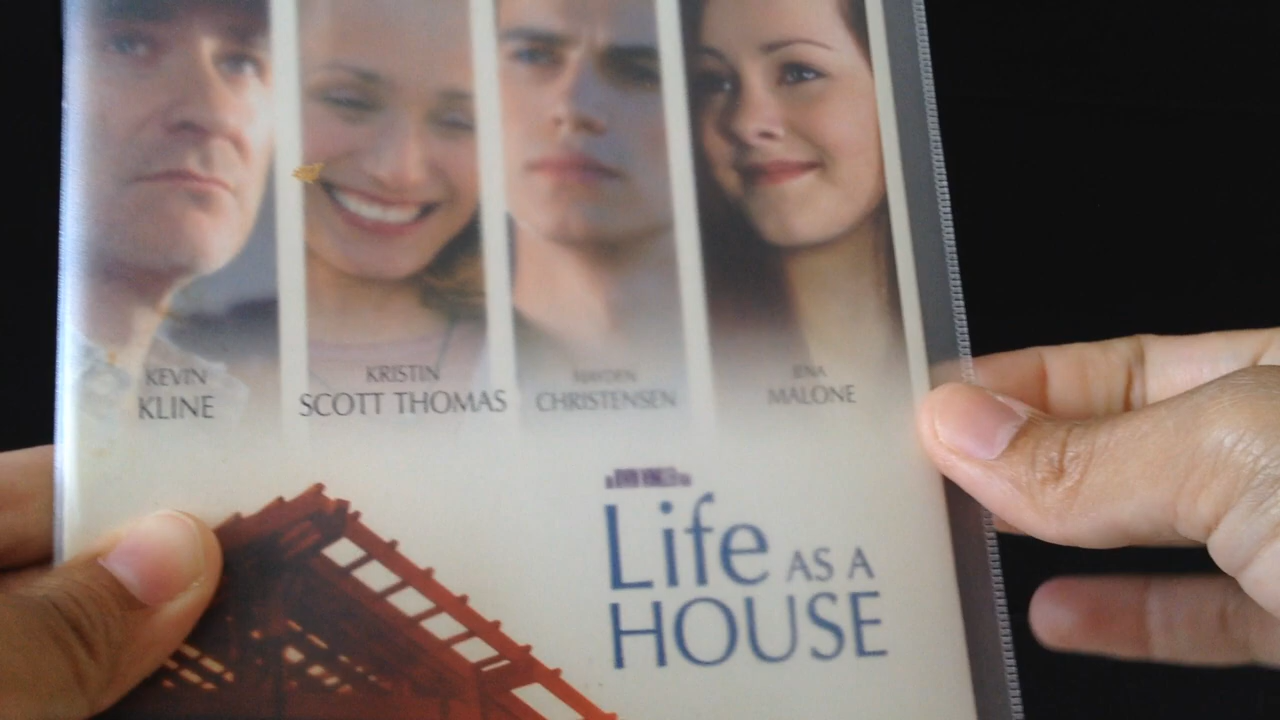 KEVIN
KLINE
KRISTIN
SCOTT THOMAS
HAYDEN
CHRISTENSEN
JENA
MALONE
Life AS A
HOUSE